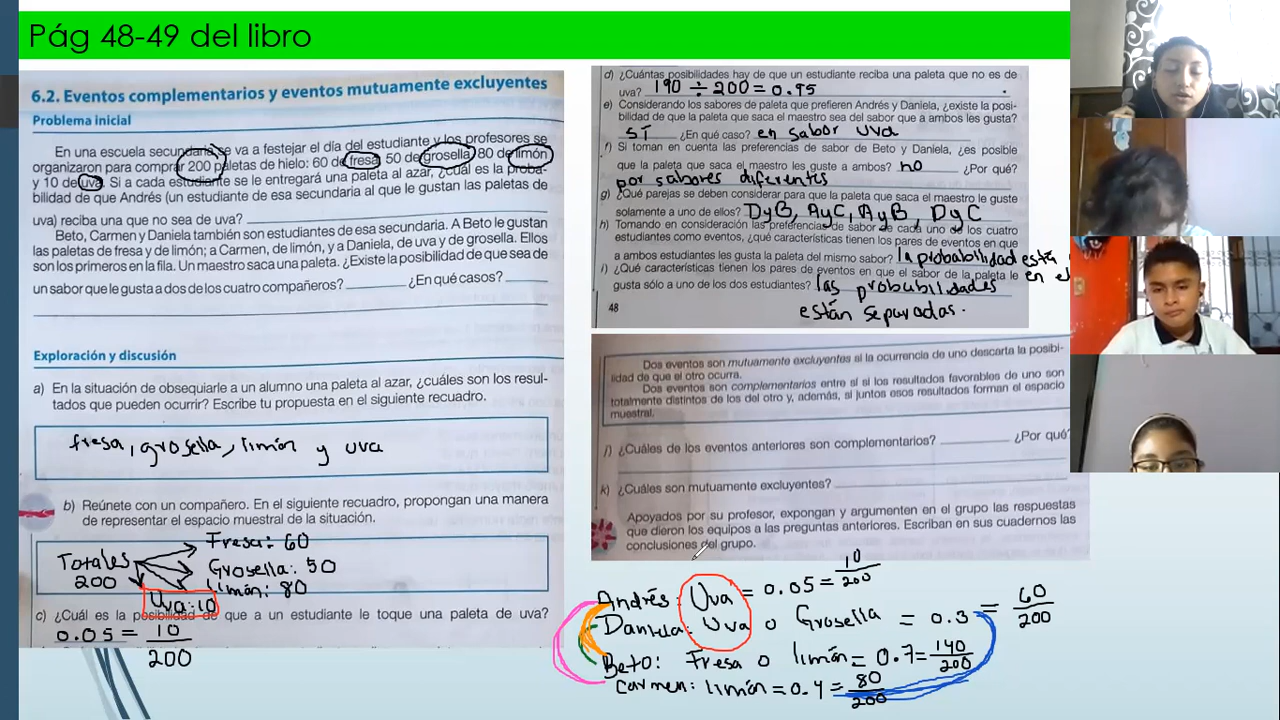 Pág 48-49 del libro
6.2. Eventos complementarios y eventos mutuamente excluyentes
Problema inicial
En una escuela secundaria se va a festejar el día del estudiante y los profesores se
organizaron para comprar 200 paletas de hielo: 60 de fresa, 50 de grosella, 80 de limón
y 10 de uva. Si a cada estudiante se le entregará una paleta al azar, ¿cuál es la proba-
bilidad de que Andrés (un estudiante de esa secundaria al que le gustan las paletas de
uva) reciba una que no sea de uva?
Beto, Carmen y Daniela también son estudiantes de esa secundaria. A Beto le gustan
las paletas de fresa y de limón; a Carmen, de limón, y a Daniela, de uva y de grosella. Ellos
son los primeros en la fila. Un maestro saca una paleta. ¿Existe la posibilidad de que sea de
un sabor que le gusta a dos de los cuatro compañeros? ¿En qué casos?
Exploración y discusión
a) En la situación de obsequiarle a un alumno una paleta al azar, ¿cuáles son los resul-
tados que pueden ocurrir? Escribe tu propuesta en el siguiente recuadro.
fresa, grosella, limón y uva
b) Reúnete con un compañero. En el siguiente recuadro, propongan una manera
de representar el espacio muestral de la situación.
Totales
200
Fresa: 60
Grosella: 50
Limón: 80
Uva: 10
c) ¿Cuál es la posibilidad de que a un estudiante le toque una paleta de uva?
0.05 = 10
200
d) ¿Cuántas posibilidades hay de que un estudiante reciba una paleta que no es de
uva? 190 ÷ 200 = 0.95
e) Considerando los sabores de paleta que prefieren Andrés y Daniela, ¿existe la posi-
bilidad de que la paleta que saca el maestro sea del sabor que a ambos les gusta?
sí ¿En qué caso? en sabor uva
f) Si toman en cuenta las preferencias de sabor de Beto y Daniela, ¿es posible
que la paleta que saca el maestro les guste a ambos? no ¿Por qué?
por sabores diferentes
g) ¿Qué parejas se deben considerar para que la paleta que saca el maestro le guste
solamente a uno de ellos? D y B, A y C, A y B, D y C
h) Tomando en consideración las preferencias de sabor de cada uno de los cuatro
estudiantes como eventos, ¿qué características tienen los pares de eventos en que
a ambos estudiantes les gusta la paleta del mismo sabor? la probabilidad está
i) ¿Qué características tienen los pares de eventos en que el sabor de la paleta le en el
gusta sólo a uno de los dos estudiantes? las probabilidades
están separadas.
48
Dos eventos son mutuamente excluyentes si la ocurrencia de uno descarta la posibi-
lidad de que el otro ocurra.
Dos eventos son complementarios entre sí si los resultados favorables de uno son
totalmente distintos de los del otro y, además, si juntos esos resultados forman el espacio
muestral.
j) ¿Cuáles de los eventos anteriores son complementarios? ¿Por qué?
k) ¿Cuáles son mutuamente excluyentes?
Apoyados por su profesor, expongan y argumenten en el grupo las respuestas
que dieron los equipos a las preguntas anteriores. Escriban en sus cuadernos las
conclusiones del grupo.
Andrés: Uva = 0.05 = 10
200
Daniela: Uva o Grosella = 0.3 = 60
200
Beto: Fresa o limón = 0.7 = 140
200
Carmen: limón = 0.4 = 80
200